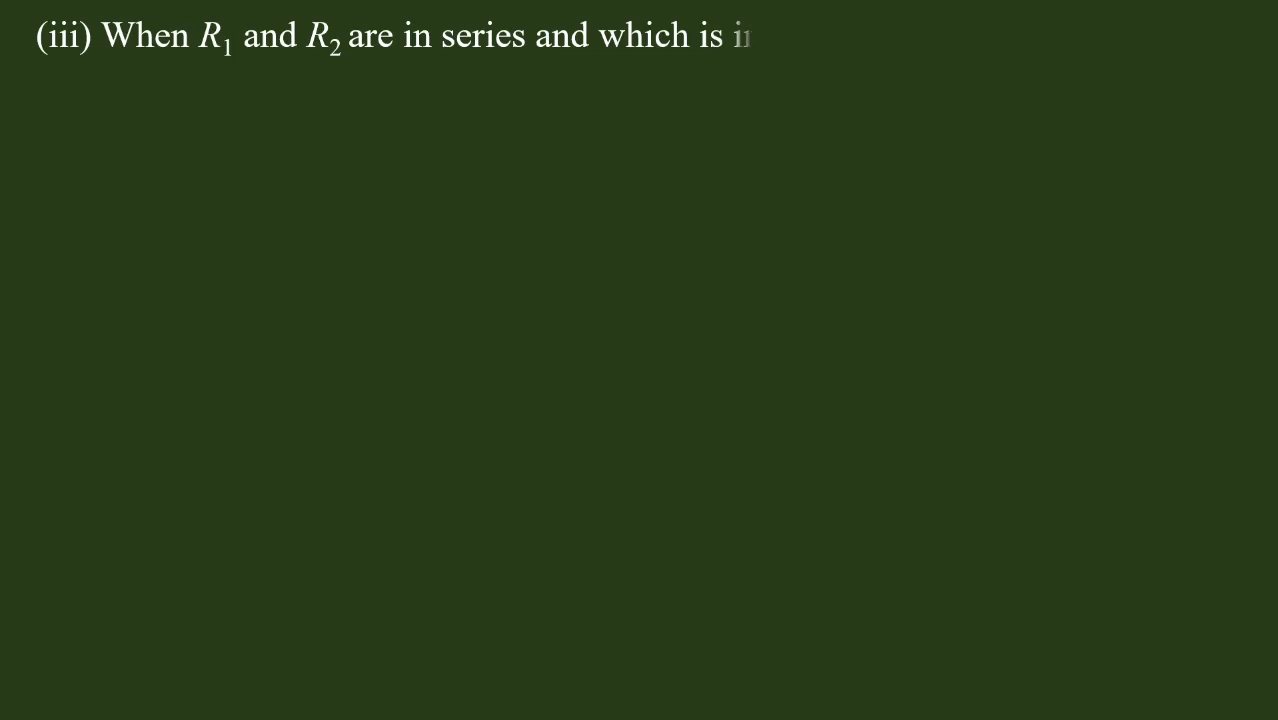 (iii) When R₁ and R₂ are in series and which is